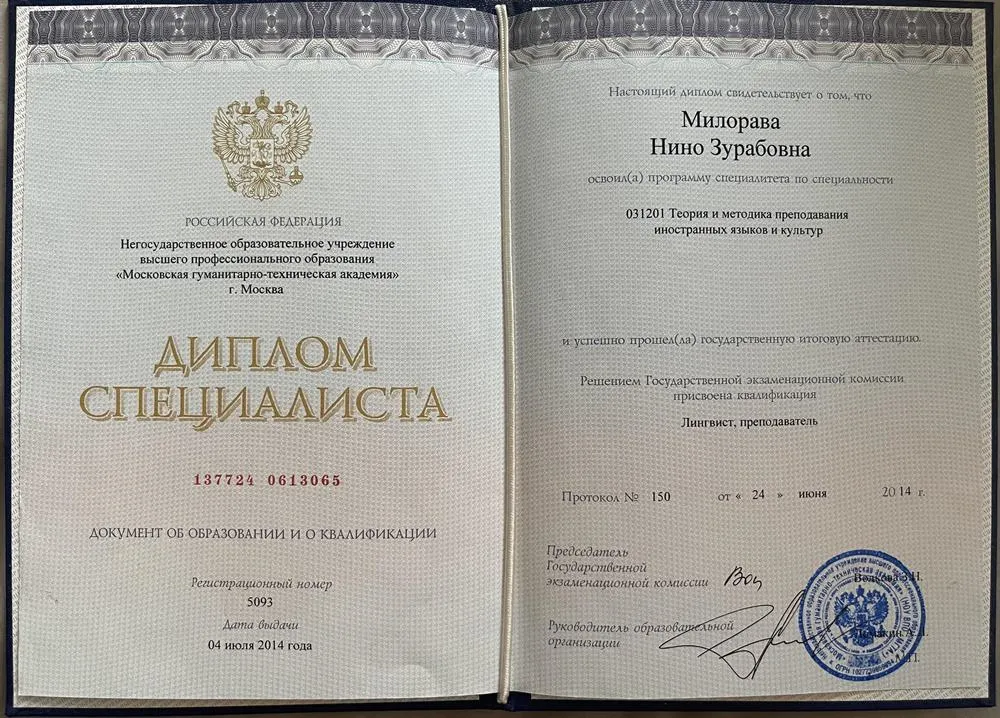 РОССИЙСКАЯ ФЕДЕРАЦИЯ
Негосударственное образовательное учреждение
высшего профессионального образования
«Московская гуманитарно-техническая академия»
г. Москва
ДИПЛОМ
СПЕЦИАЛИСТА
137724 0613065
ДОКУМЕНТ ОБ ОБРАЗОВАНИИ И О КВАЛИФИКАЦИИ
Регистрационный номер
5093
Дата выдачи
04 июля 2014 года
Настоящий диплом свидетельствует о том, что
Милорава
Нино Зурабовна
освоил(а) программу специалитета по специальности
031201 Теория и методика преподавания
иностранных языков и культур
и успешно прошел(ла) государственную итоговую аттестацию.
Решением Государственной экзаменационной комиссии
присвоена квалификация
Лингвист, преподаватель
Протокол № 150 от « 24 » июня 2014 г.
Председатель
Государственной
экзаменационной комиссии
Руководитель образовательной
организации